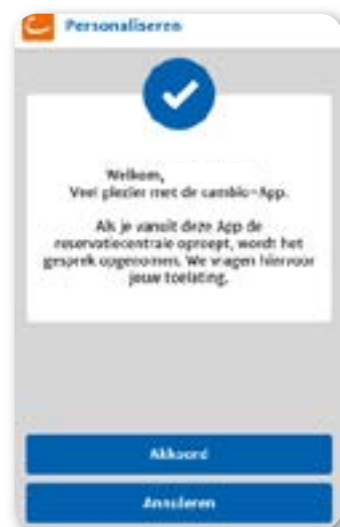 Personaliseren
Welkom,
Veel plezier met de cambio-App.
Als je vanuit deze App de
reservatiecentrale oproept, wordt het
gesprek opgenomen. We vragen hiervoor
jouw toelating.
Akkoord
Annuleren